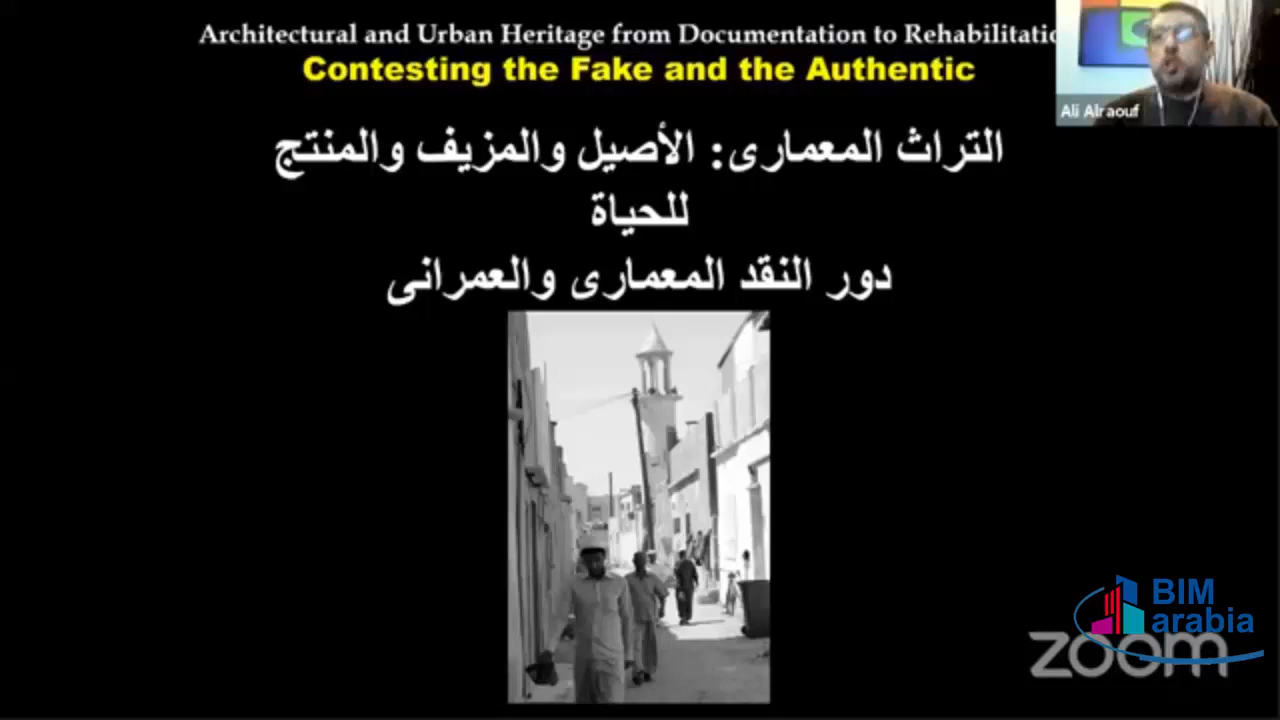 Architectural and Urban Heritage from Documentation to Rehabilitatio
Contesting the Fake and the Authentic
Ali Alraouf
التراث المعمارى: الأصيل والمزيف والمنتج
للحياة
دور النقد المعمارى والعمرانى
BIM
arabia
zoom